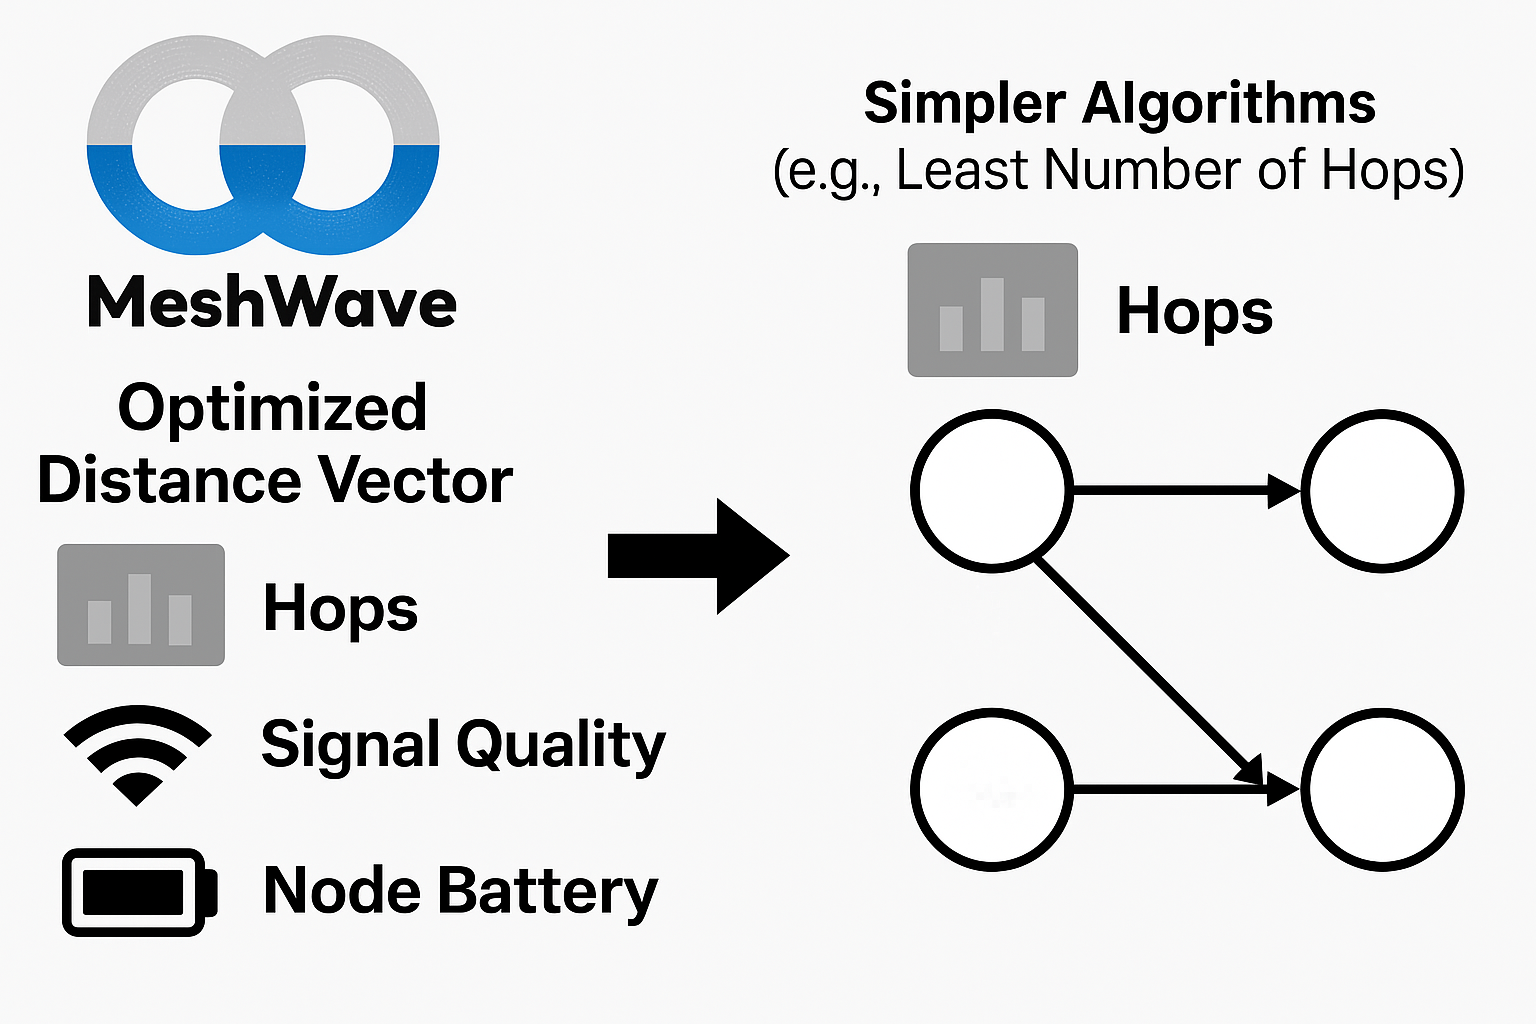 MeshWave
Optimized
Distance Vector
Hops
Signal Quality
Node Battery
Simpler Algorithms
(e.g., Least Number of Hops)
Hops